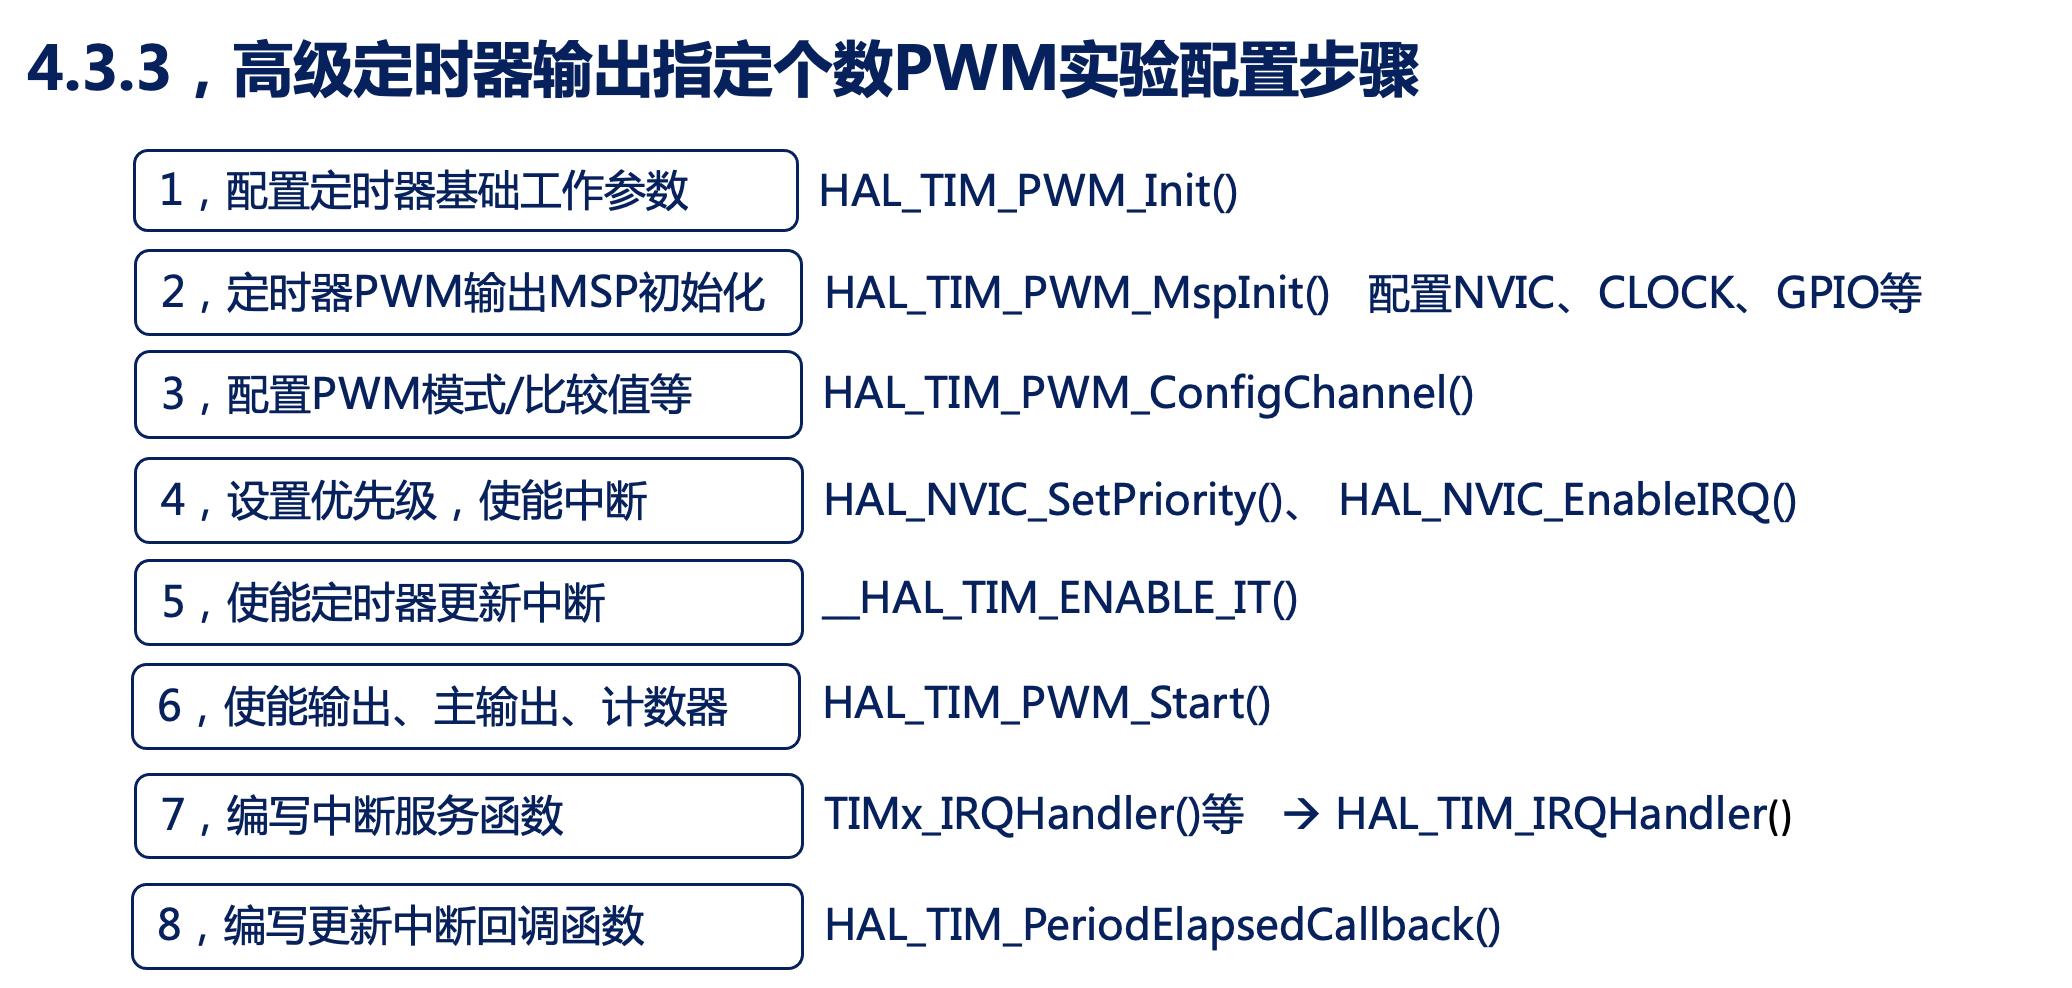 4.3.3，高级定时器输出指定个数PWM实验配置步骤
1，配置定时器基础工作参数 HAL_TIM_PWM_Init()
2，定时器PWM输出MSP初始化 HAL_TIM_PWM_MspInit() 配置NVIC、CLOCK、GPIO等
3，配置PWM模式/比较值等 HAL_TIM_PWM_ConfigChannel()
4，设置优先级，使能中断 HAL_NVIC_SetPriority()、 HAL_NVIC_EnableIRQ()
5，使能定时器更新中断 __HAL_TIM_ENABLE_IT()
6，使能输出、主输出、计数器 HAL_TIM_PWM_Start()
7，编写中断服务函数 TIMx_IRQHandler()等 → HAL_TIM_IRQHandler()
8，编写更新中断回调函数 HAL_TIM_PeriodElapsedCallback()